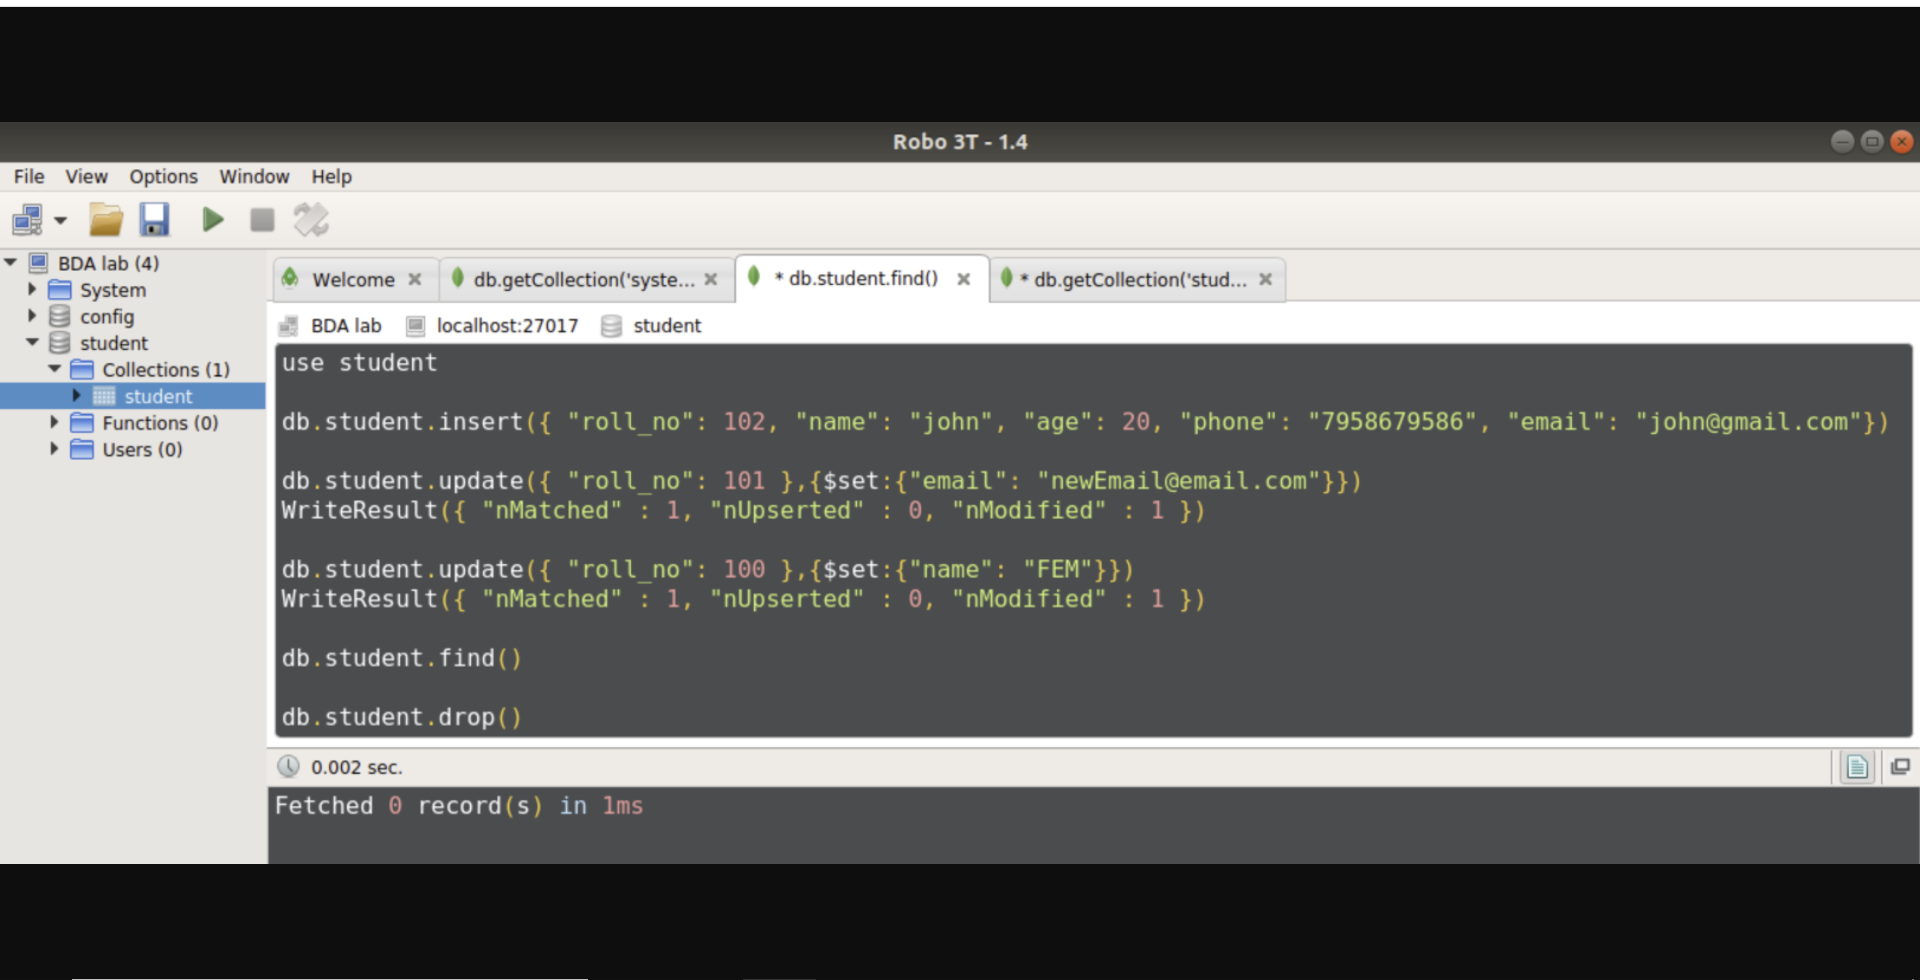 Robo 3T - 1.4
File View Options Window Help
BDA lab (4)
System
config
student
Collections (1)
student
Functions (0)
Users (0)
Welcome
db.getCollection('syste...
* db.student.find()
* db.getCollection('stud...
BDA lab localhost:27017 student
use student
db.student.insert({ "roll_no": 102, "name": "john", "age": 20, "phone": "7958679586", "email": "john@gmail.com"})
db.student.update({ "roll_no": 101 },{$set:{"email": "newEmail@email.com"}})
WriteResult({ "nMatched" : 1, "nUpserted" : 0, "nModified" : 1 })
db.student.update({ "roll_no": 100 },{$set:{"name": "FEM"}})
WriteResult({ "nMatched" : 1, "nUpserted" : 0, "nModified" : 1 })
db.student.find()
db.student.drop()
0.002 sec.
Fetched 0 record(s) in 1ms